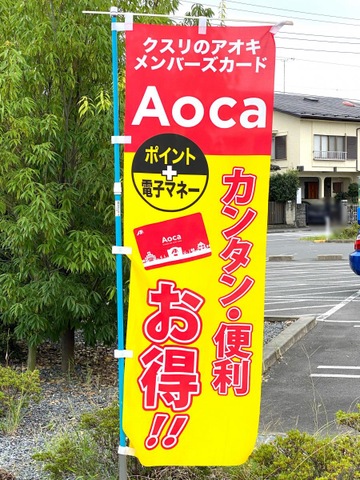 クスリのアオキ
メンバーズカード
Aoca
ポイント
+
電子マネー
Aoca
カンタン・便利
お得!!